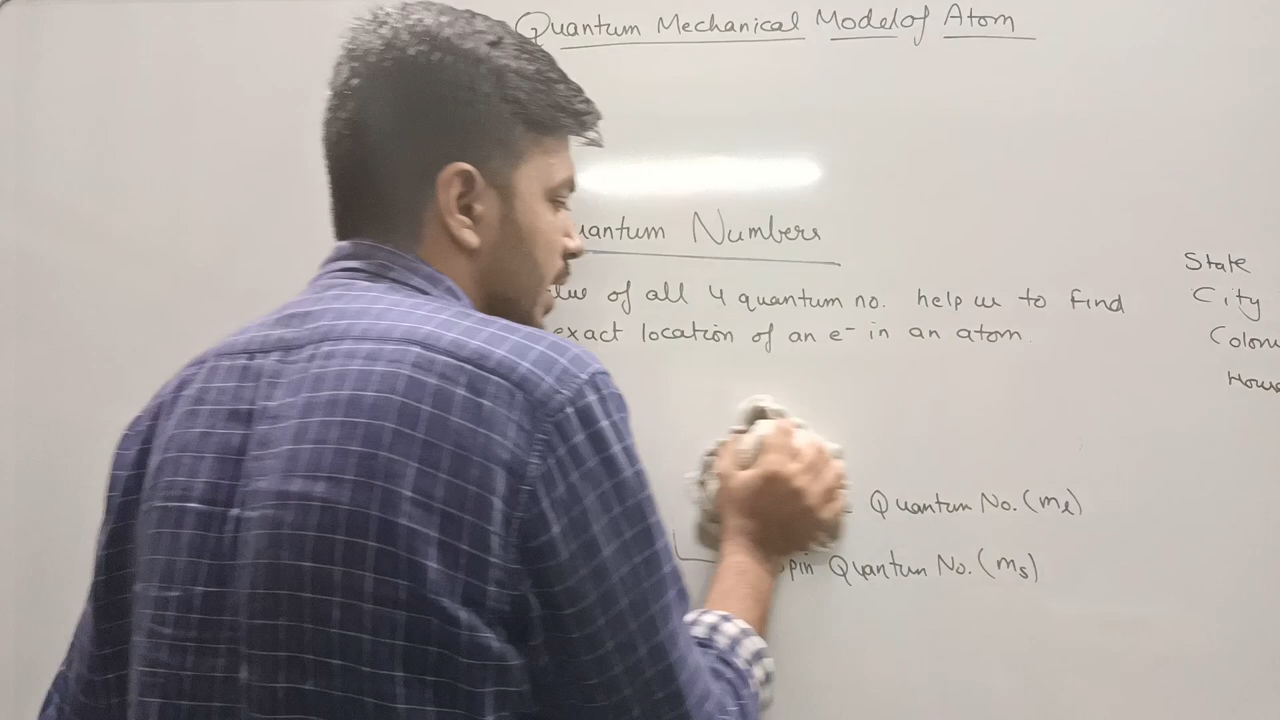 Quantum Mechanical Model of Atom
uantum Numbers
lue of all 4 quantum no. help us to find
exact location of an e⁻ in an atom.
State
City
Colon
Hous
Quantum No. (mℓ)
pin Quantum No. (ms)